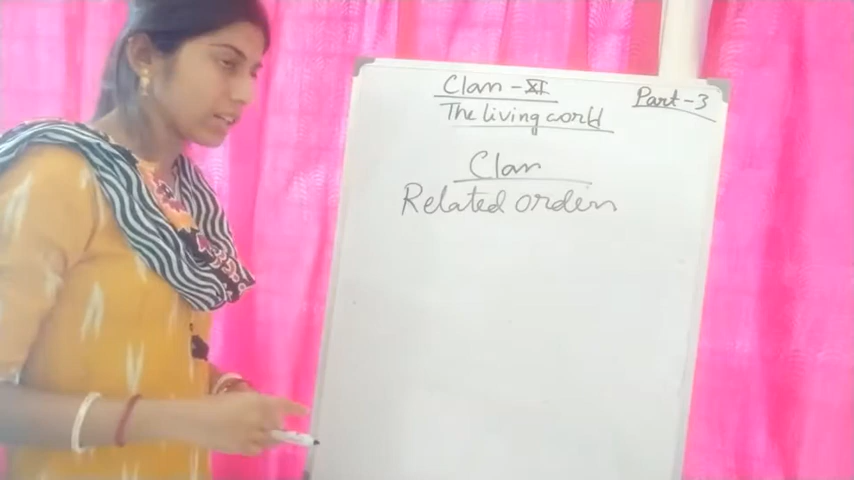 Class - XI
Part - 3
The living world
Class
Related orders